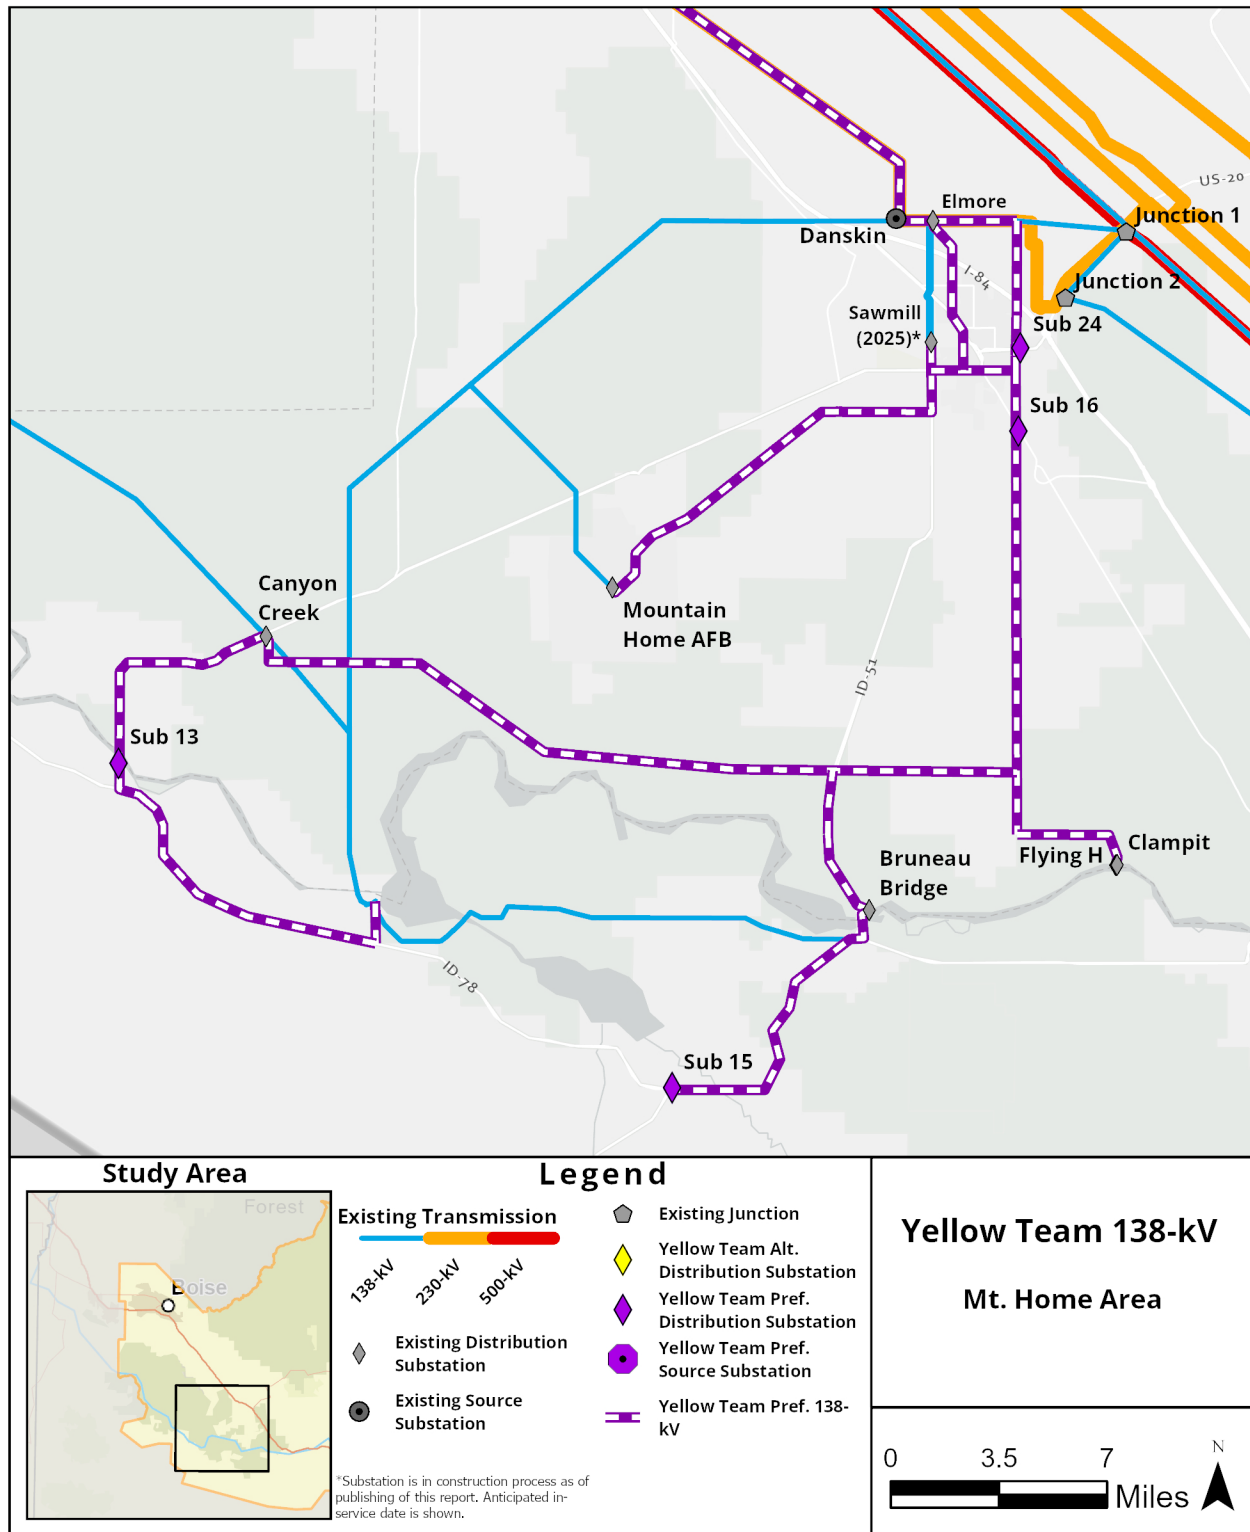 US-20
Elmore
Junction 1
Danskin
I-84
Junction 2
Sawmill
(2025)*
Sub 24
Sub 16
Canyon
Creek
Mountain
Home AFB
ID-51
Sub 13
Bruneau
Bridge
Flying H
Clampit
ID-78
Sub 15
Study Area
Forest
Boise
Legend
Existing Transmission
138-kV
230-kV
500-kV
Existing Distribution
Substation
Existing Source
Substation
Existing Junction
Yellow Team Alt.
Distribution Substation
Yellow Team Pref.
Distribution Substation
Yellow Team Pref.
Source Substation
Yellow Team Pref. 138-
kV
*Substation is in construction process as of
publishing of this report. Anticipated in-
service date is shown.
Yellow Team 138-kV
Mt. Home Area
0 3.5 7
Miles
N